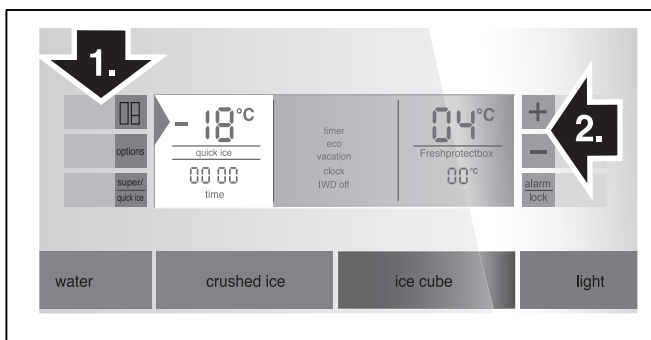 1.
options
super/
quick ice
- 18°C
quick ice
00 00
time
timer
eco
vacation
clock
IWD off
04°C
Freshprotectbox
00°C
+
-
2.
alarm
lock
water
crushed ice
ice cube
light